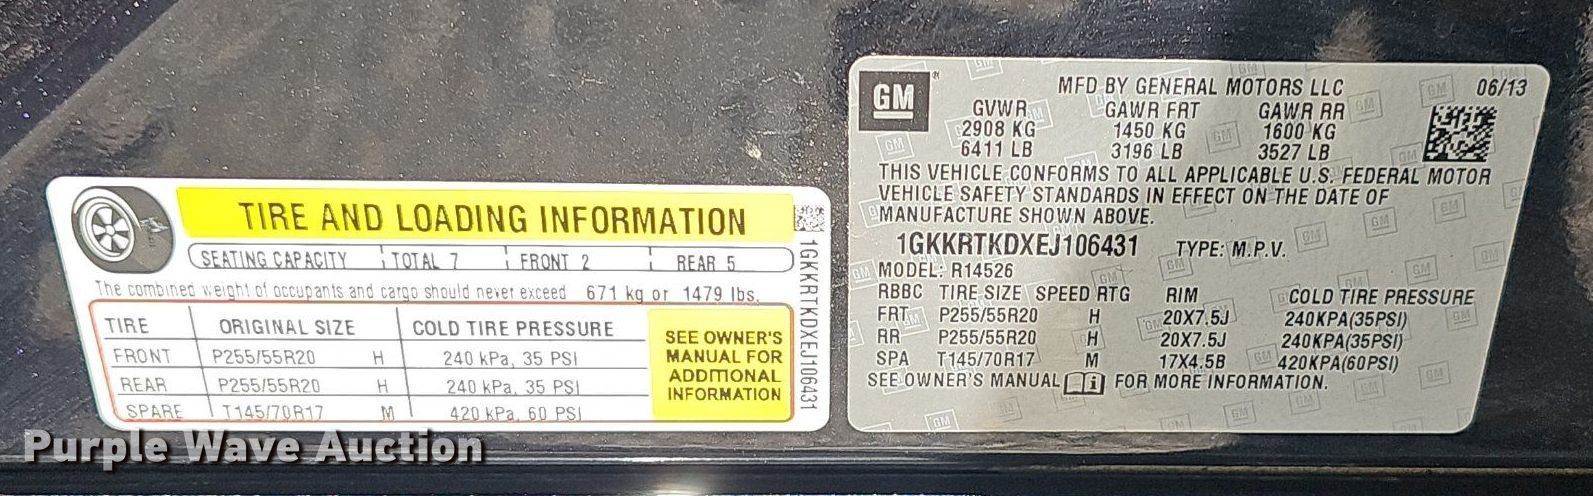 TIRE AND LOADING INFORMATION
SEATING CAPACITY TOTAL 7 FRONT 2 REAR 5
The combined weight of occupants and cargo should never exceed 671 kg or 1479 lbs.
TIRE ORIGINAL SIZE COLD TIRE PRESSURE
FRONT P255/55R20 H 240 kPa, 35 PSI
REAR P255/55R20 H 240 kPa, 35 PSI
SPARE T145/70R17 M 420 kPa, 60 PSI
SEE OWNER'S
MANUAL FOR
ADDITIONAL
INFORMATION
1GKKRTKDXEJ106431
GM
MFD BY GENERAL MOTORS LLC 06/13
GVWR GAWR FRT GAWR RR
2908 KG 1450 KG 1600 KG
6411 LB 3196 LB 3527 LB
THIS VEHICLE CONFORMS TO ALL APPLICABLE U.S. FEDERAL MOTOR
VEHICLE SAFETY STANDARDS IN EFFECT ON THE DATE OF
MANUFACTURE SHOWN ABOVE.
1GKKRTKDXEJ106431 TYPE: M.P.V.
MODEL: R14526
RBBC TIRE SIZE SPEED RTG RIM COLD TIRE PRESSURE
FRT P255/55R20 H 20X7.5J 240KPA(35PSI)
RR P255/55R20 H 20X7.5J 240KPA(35PSI)
SPA T145/70R17 M 17X4.5B 420KPA(60PSI)
SEE OWNER'S MANUAL i FOR MORE INFORMATION.
Purple Wave Auction